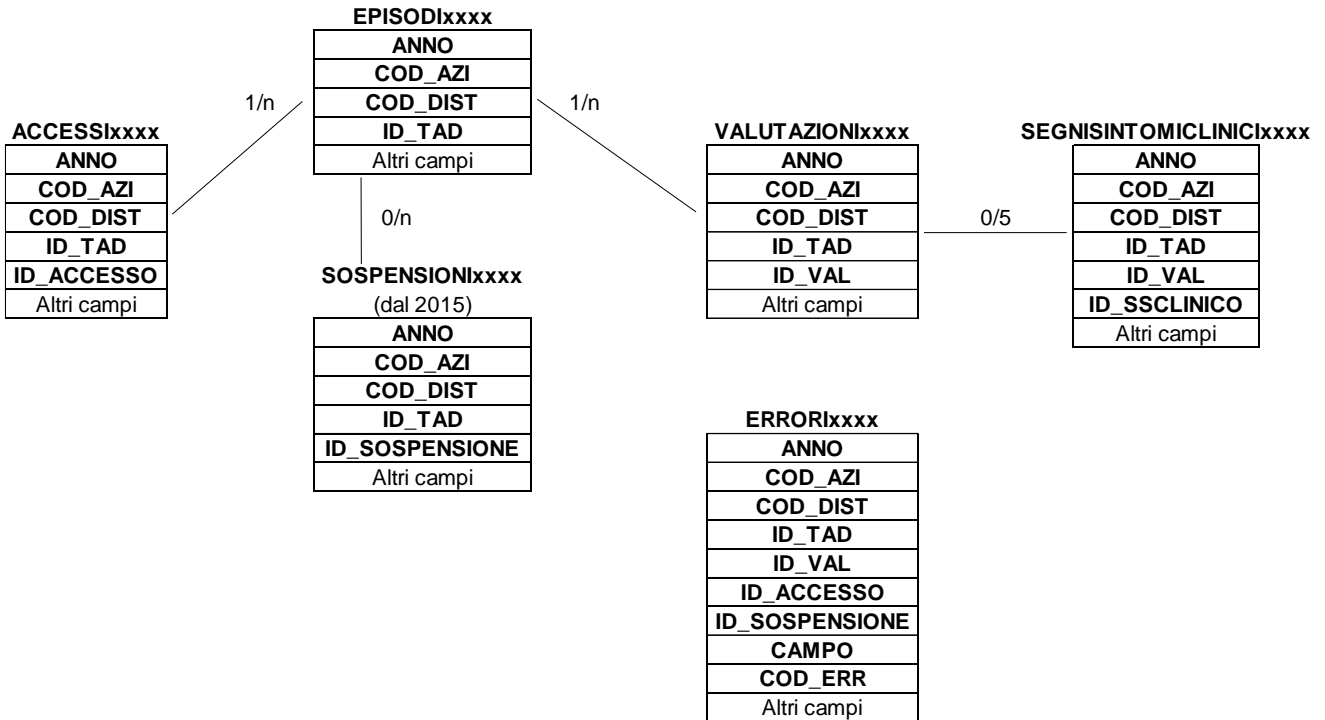 EPISODIxxxx
ANNO
COD_AZI
COD_DIST
ID_TAD
Altri campi
1/n
1/n
0/n
ACCESSIxxxx
ANNO
COD_AZI
COD_DIST
ID_TAD
ID_ACCESSO
Altri campi
SOSPENSIONIxxxx
(dal 2015)
ANNO
COD_AZI
COD_DIST
ID_TAD
ID_SOSPENSIONE
Altri campi
VALUTAZIONIxxxx
ANNO
COD_AZI
COD_DIST
ID_TAD
ID_VAL
Altri campi
0/5
SEGNISINTOMICLINICIxxxx
ANNO
COD_AZI
COD_DIST
ID_TAD
ID_VAL
ID_SSCLINICO
Altri campi
ERRORIxxxx
ANNO
COD_AZI
COD_DIST
ID_TAD
ID_VAL
ID_ACCESSO
ID_SOSPENSIONE
CAMPO
COD_ERR
Altri campi